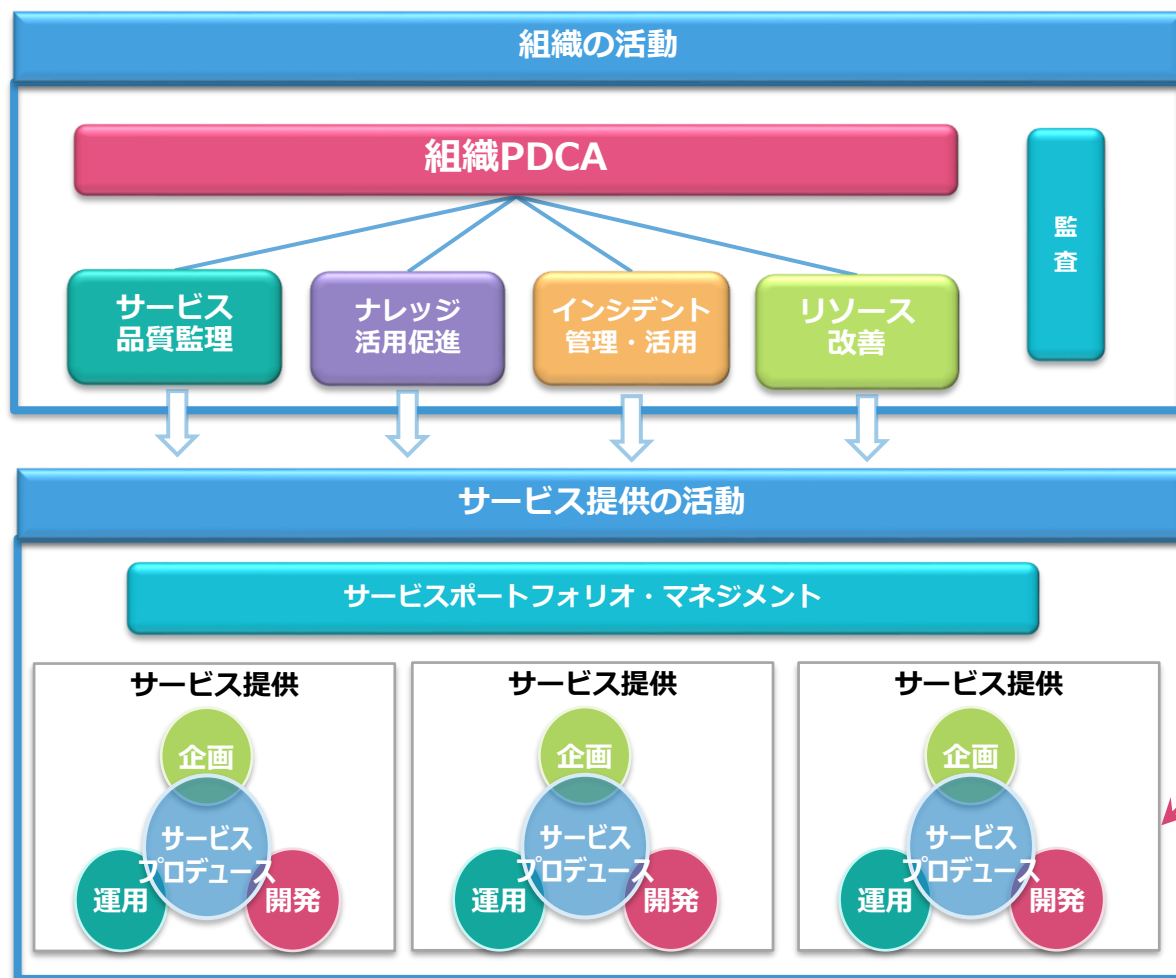 組織の活動
組織PDCA
監
査
サービス
品質監理
ナレッジ
活用促進
インシデント
管理・活用
リソース
改善
サービス提供の活動
サービスポートフォリオ・マネジメント
サービス提供
企画
サービス
プロデュース
運用
開発
サービス提供
企画
サービス
プロデュース
運用
開発
サービス提供
企画
サービス
プロデュース
運用
開発